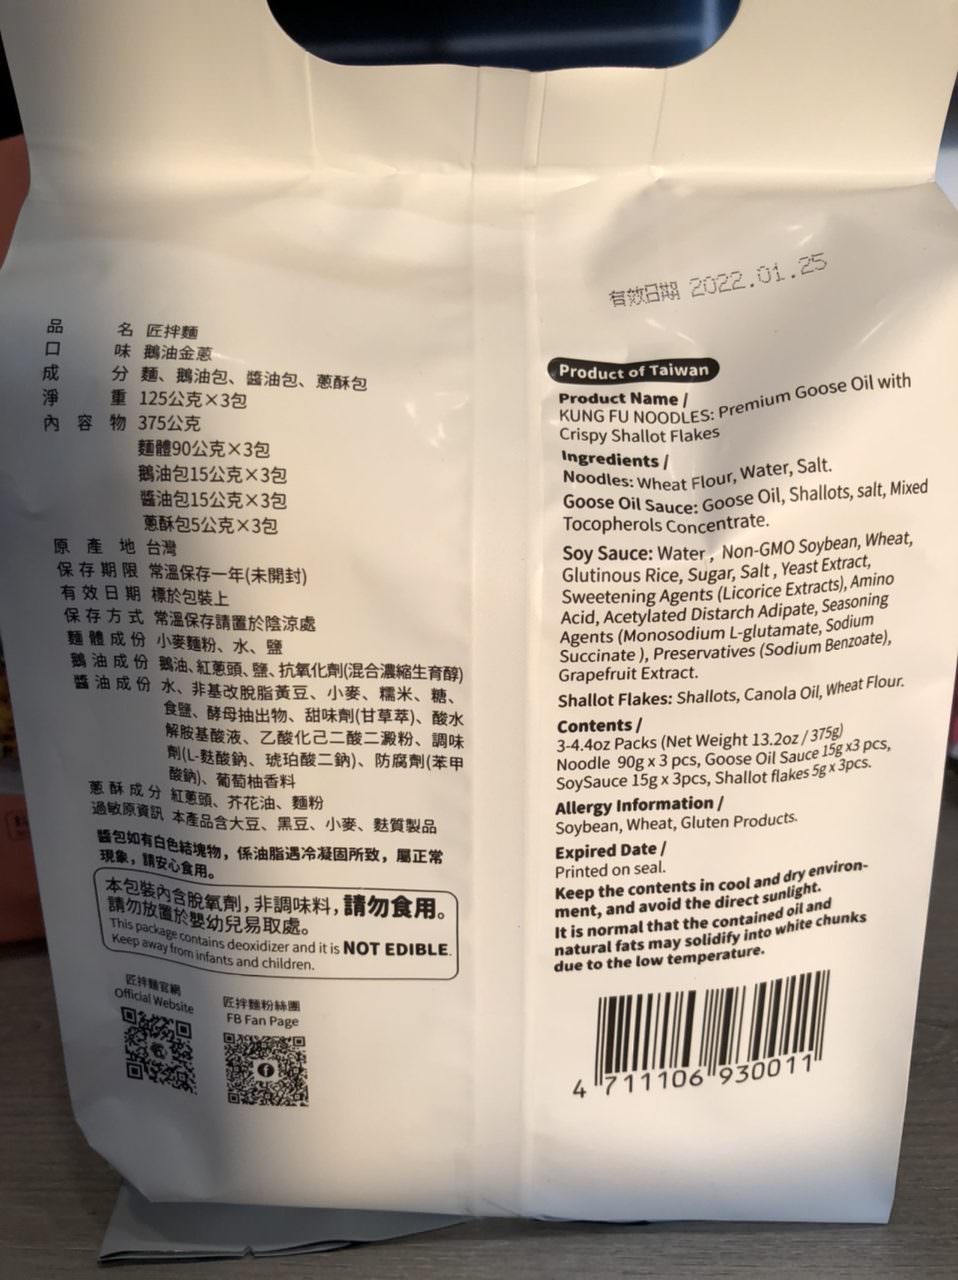 有效日期 2022.01.25
品名 匠拌麵
口味 鵝油金蔥
成分 麵、鵝油包、醬油包、蔥酥包
淨重 125公克×3包
內容物 375公克
麵體90公克×3包
鵝油包15公克×3包
醬油包15公克×3包
蔥酥包5公克×3包
原產地 台灣
保存期限 常溫保存一年(未開封)
有效日期 標於包裝上
保存方式 常溫保存請置於陰涼處
麵體成份 小麥麵粉、水、鹽
鵝油成份 鵝油、紅蔥頭、鹽、抗氧化劑(混合濃縮生育醇)
醬油成份 水、非基改脫脂黃豆、小麥、糯米、糖、
食鹽、酵母抽出物、甜味劑(甘草萃)、酸水
解胺基酸液、乙酸化己二酸二澱粉、調味
劑(L-麩酸鈉、琥珀酸二鈉)、防腐劑(苯甲
酸鈉)、葡萄柚香料
蔥酥成分 紅蔥頭、芥花油、麵粉
過敏原資訊 本產品含大豆、黑豆、小麥、麩質製品
醬包如有白色結塊物，係油脂遇冷凝固所致，屬正常
現象，請安心食用。
本包裝內含脫氧劑，非調味料，請勿食用。
請勿放置於嬰幼兒易取處。
This package contains deoxidizer and it is NOT EDIBLE.
Keep away from infants and children.
匠拌麵官網
Official Website
匠拌麵粉絲團
FB Fan Page
Product of Taiwan
Product Name /
KUNG FU NOODLES: Premium Goose Oil with
Crispy Shallot Flakes
Ingredients /
Noodles: Wheat Flour, Water, Salt.
Goose Oil Sauce: Goose Oil, Shallots, salt, Mixed
Tocopherols Concentrate.
Soy Sauce: Water , Non-GMO Soybean, Wheat,
Glutinous Rice, Sugar, Salt , Yeast Extract,
Sweetening Agents (Licorice Extracts), Amino
Acid, Acetylated Distarch Adipate, Seasoning
Agents (Monosodium L-glutamate, Sodium
Succinate ), Preservatives (Sodium Benzoate),
Grapefruit Extract.
Shallot Flakes: Shallots, Canola Oil, Wheat Flour.
Contents /
3-4.4oz Packs (Net Weight 13.2oz / 375g)
Noodle 90g x 3 pcs, Goose Oil Sauce 15g x3 pcs,
SoySauce 15g x 3pcs, Shallot flakes 5g x 3pcs.
Allergy Information /
Soybean, Wheat, Gluten Products.
Expired Date /
Printed on seal.
Keep the contents in cool and dry environ-
ment, and avoid the direct sunlight.
It is normal that the contained oil and
natural fats may solidify into white chunks
due to the low temperature.
4 711106 930011